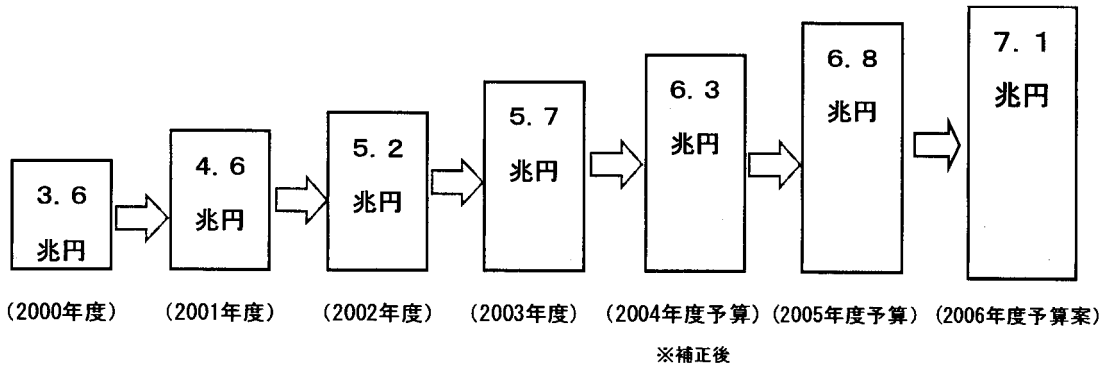 3．6
兆円
4．6
兆円
5．2
兆円
5．7
兆円
6．3
兆円
6．8
兆円
7．1
兆円
(2000年度)
(2001年度)
(2002年度)
(2003年度)
(2004年度予算)
(2005年度予算)
(2006年度予算案)
※補正後